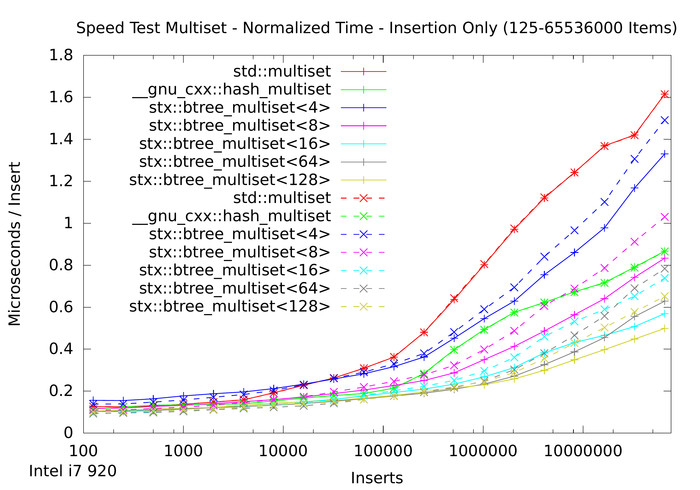 Speed Test Multiset - Normalized Time - Insertion Only (125-65536000 Items)
1.8
1.6
1.4
1.2
1
0.8
0.6
0.4
0.2
0
Microseconds / Insert
std::multiset
__gnu_cxx::hash_multiset
stx::btree_multiset<4>
stx::btree_multiset<8>
stx::btree_multiset<16>
stx::btree_multiset<64>
stx::btree_multiset<128>
std::multiset
__gnu_cxx::hash_multiset
stx::btree_multiset<4>
stx::btree_multiset<8>
stx::btree_multiset<16>
stx::btree_multiset<64>
stx::btree_multiset<128>
100 1000 10000 100000 1000000 10000000
Intel i7 920
Inserts